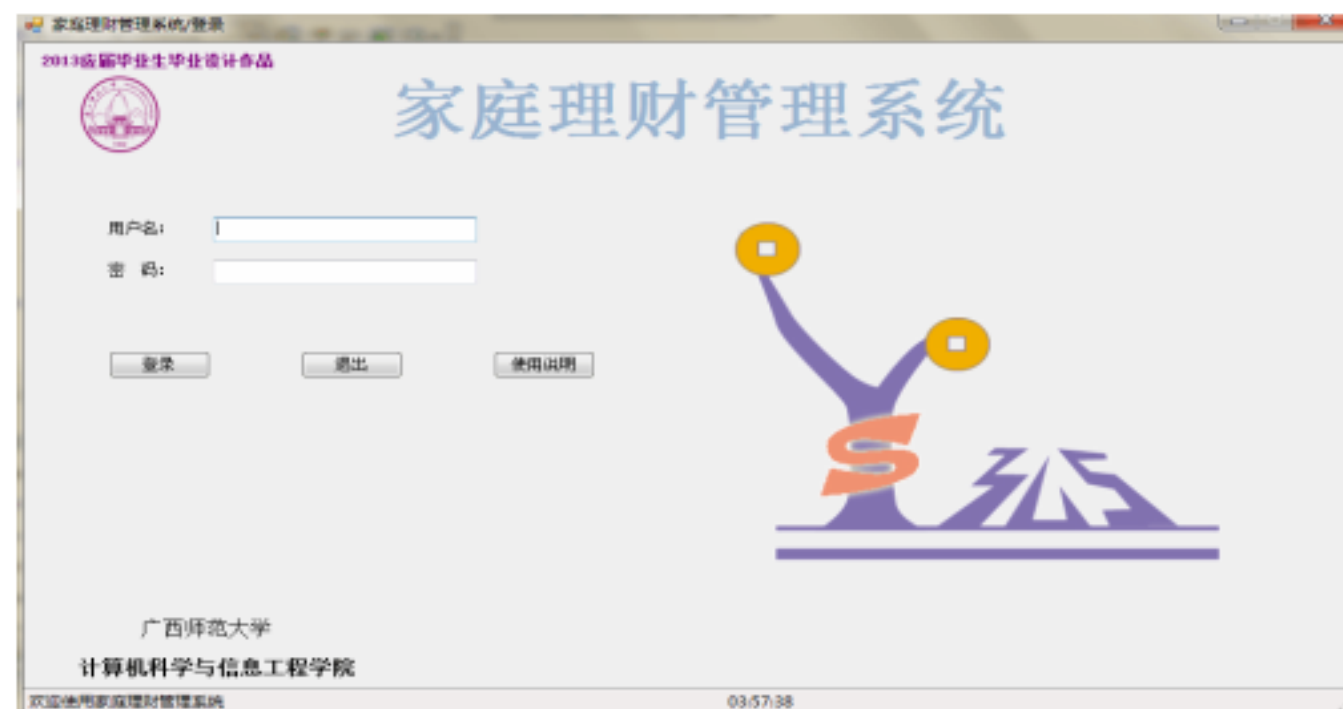 家庭理财管理系统/登录
2013应届毕业生毕业设计作品
家庭理财管理系统
用户名：
密 码：
登录 退出 使用说明
S
广西师范大学
计算机科学与信息工程学院
欢迎使用家庭理财管理系统 03:57:38